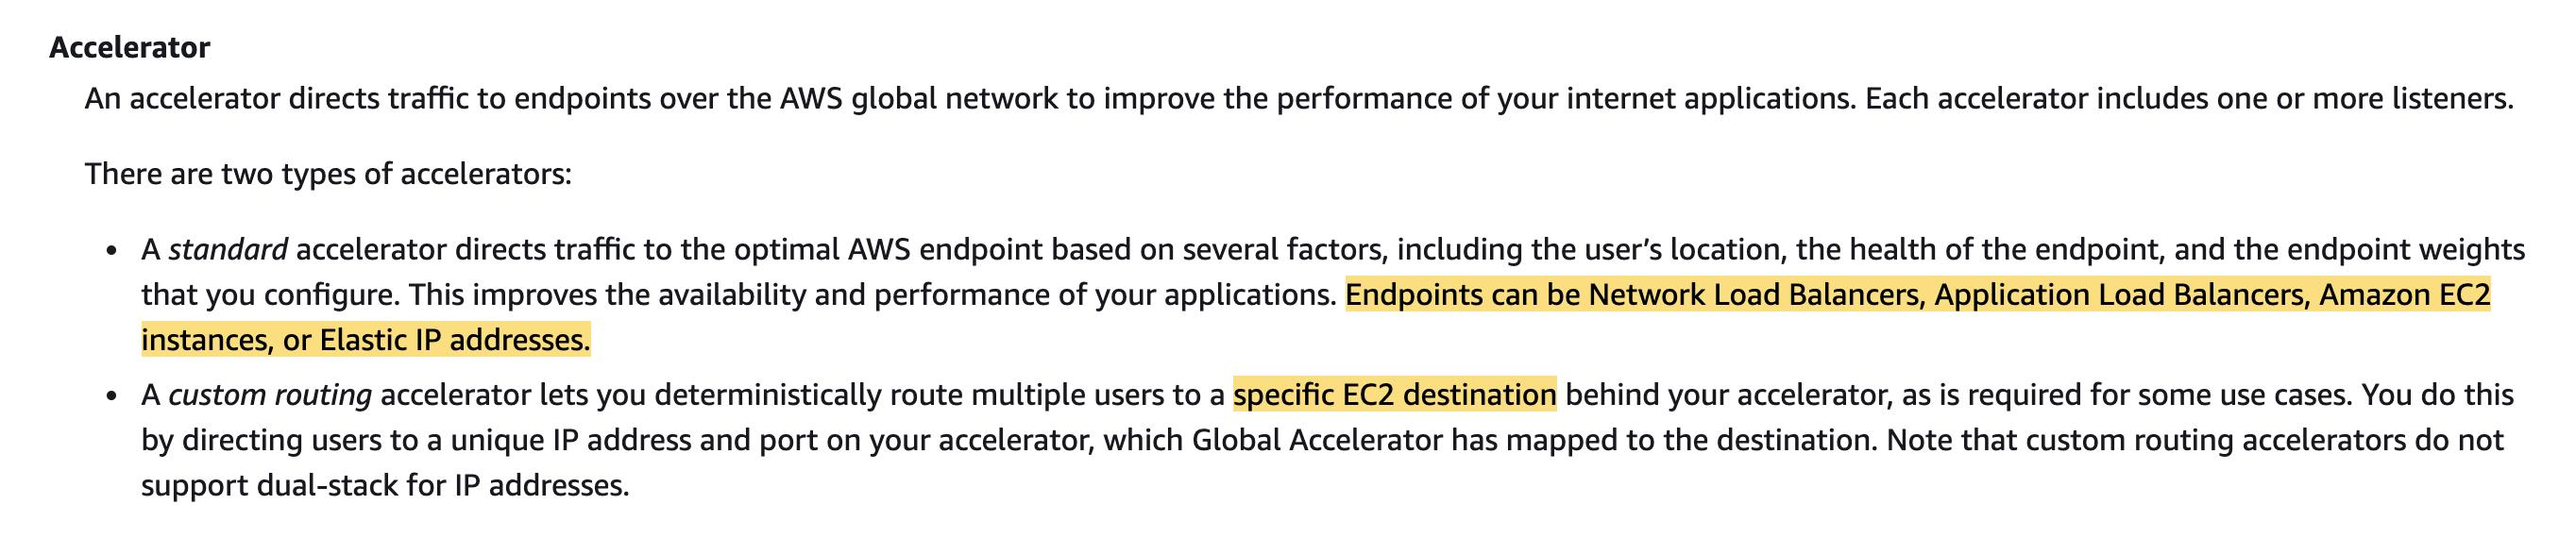 Accelerator
An accelerator directs traffic to endpoints over the AWS global network to improve the performance of your internet applications. Each accelerator includes one or more listeners.
There are two types of accelerators:
• A standard accelerator directs traffic to the optimal AWS endpoint based on several factors, including the user’s location, the health of the endpoint, and the endpoint weights
that you configure. This improves the availability and performance of your applications. Endpoints can be Network Load Balancers, Application Load Balancers, Amazon EC2
instances, or Elastic IP addresses.
• A custom routing accelerator lets you deterministically route multiple users to a specific EC2 destination behind your accelerator, as is required for some use cases. You do this
by directing users to a unique IP address and port on your accelerator, which Global Accelerator has mapped to the destination. Note that custom routing accelerators do not
support dual-stack for IP addresses.